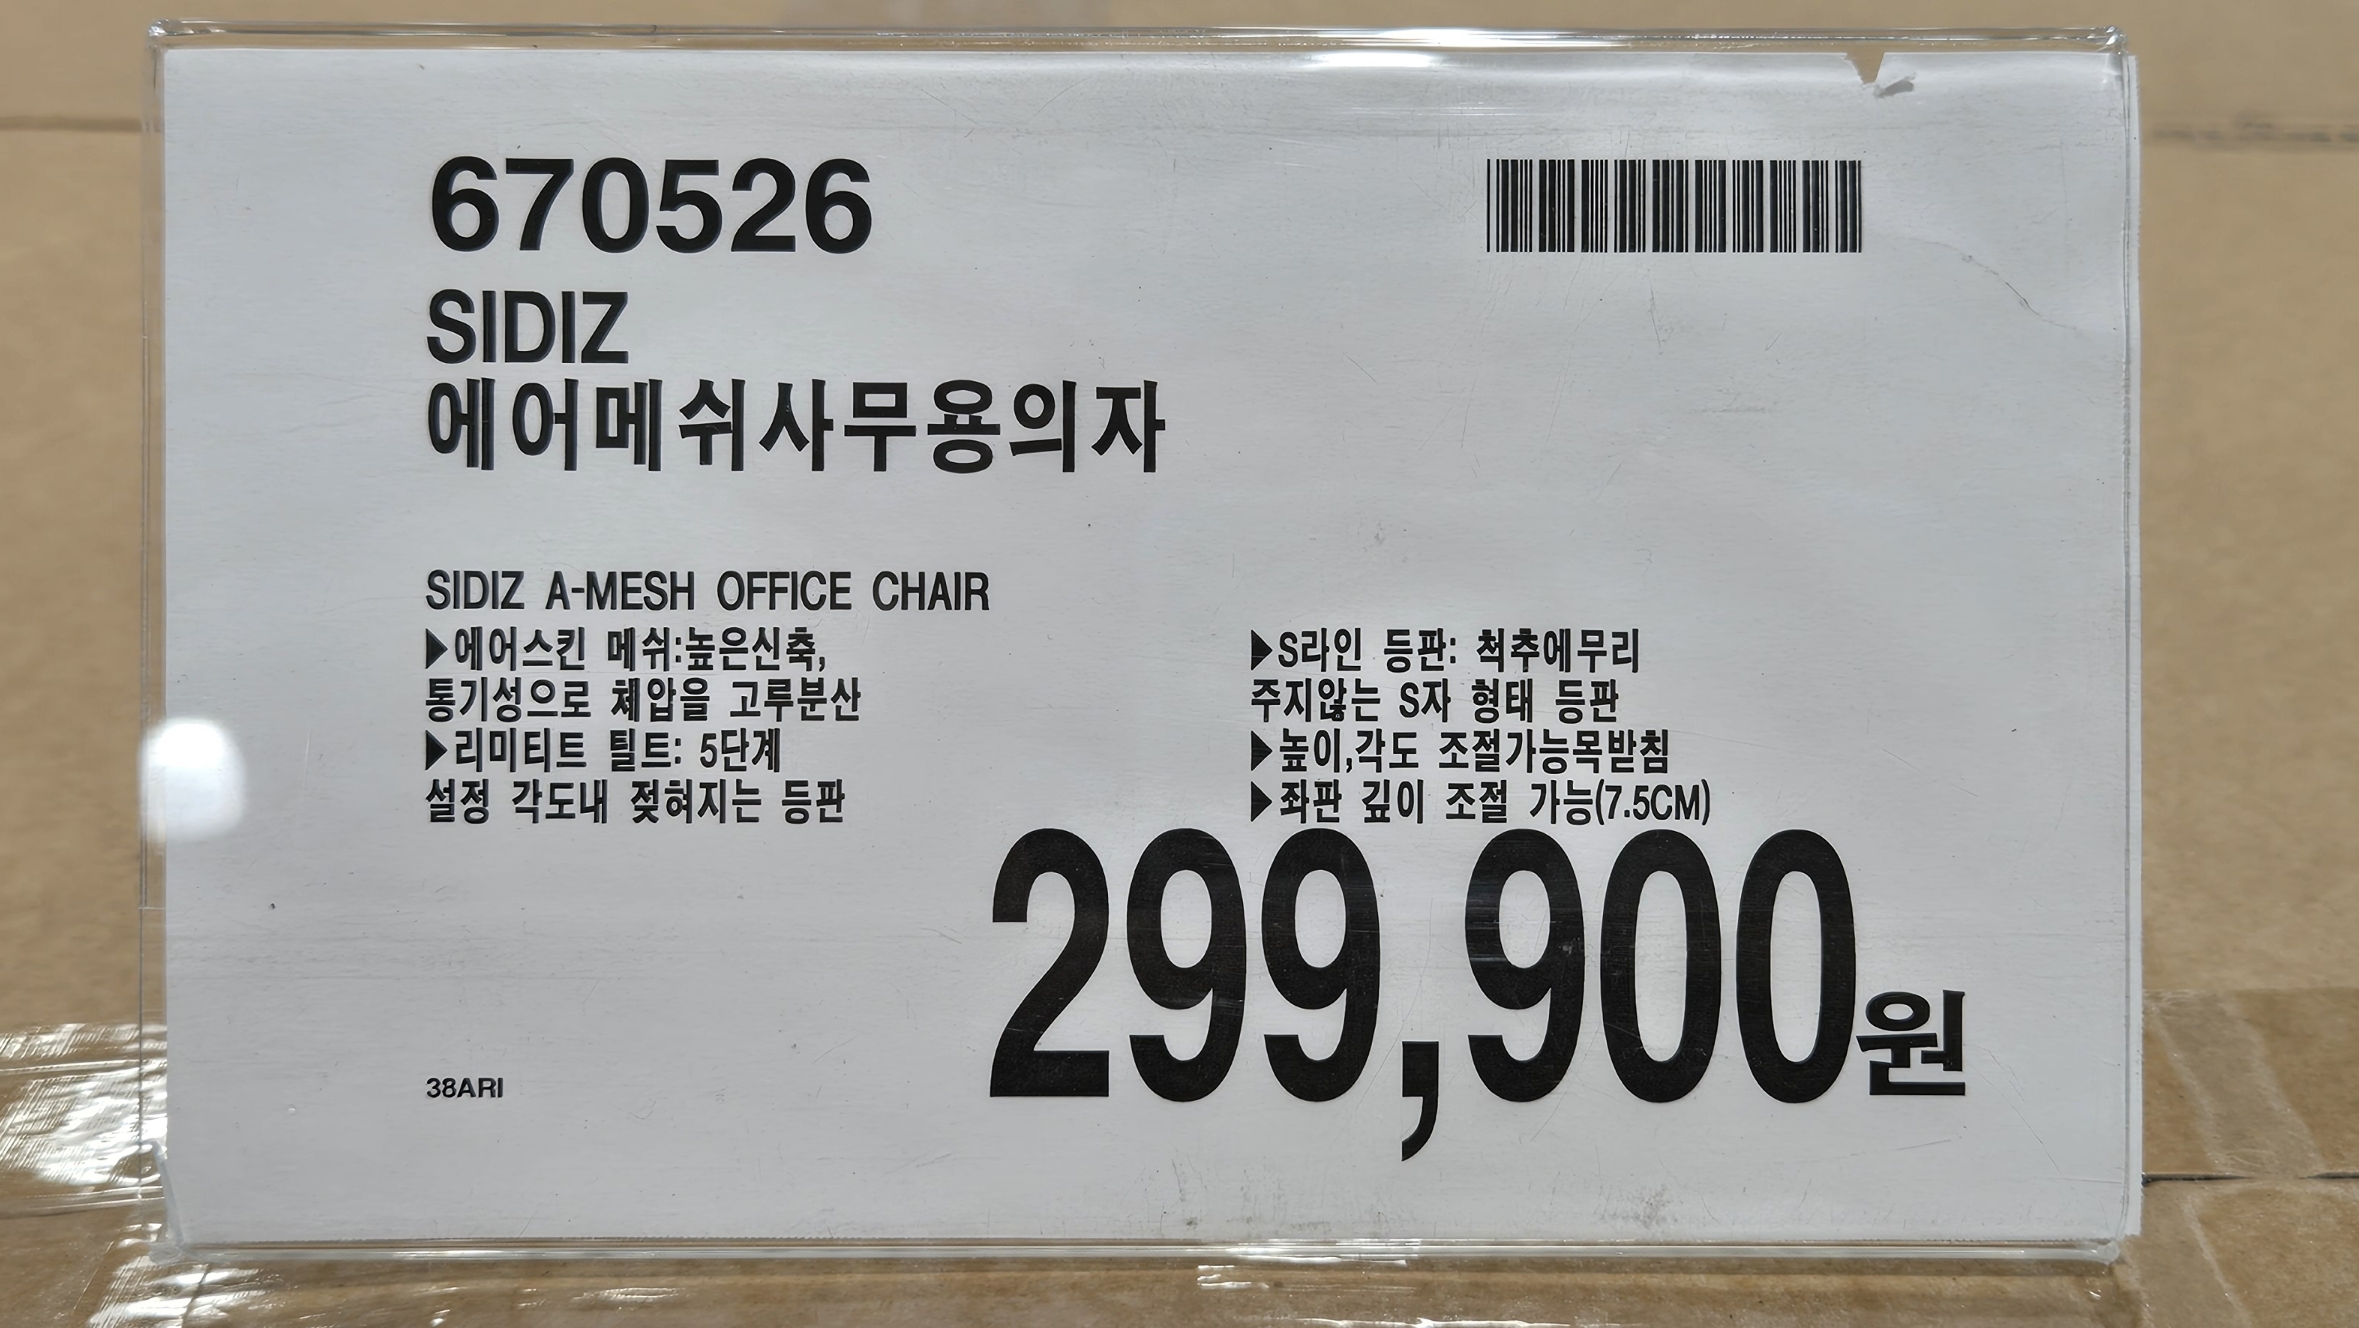 670526
SIDIZ
에어메쉬사무용의자
SIDIZ A-MESH OFFICE CHAIR
▶에어스킨 메쉬:높은신축,
통기성으로 체압을 고루분산
▶리미티트 틸트: 5단계
설정 각도내 젖혀지는 등판
▶S라인 등판: 척추에무리
주지않는 S자 형태 등판
▶높이,각도 조절가능목받침
▶좌판 깊이 조절 가능(7.5CM)
299,900원
38ARI